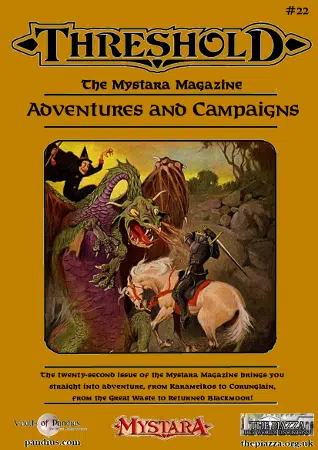 #22
THRESHOLD
The Mystara Magazine
Adventures and Campaigns
The twenty-second issue of the Mystara Magazine brings you
straight into adventure, from Karameikos to Corunglain,
from the Great Waste to Returned Blackmoor!
Vaults of Pandius
MYSTARA
THE PIAZZA
pandius.com
thepiazza.org.uk